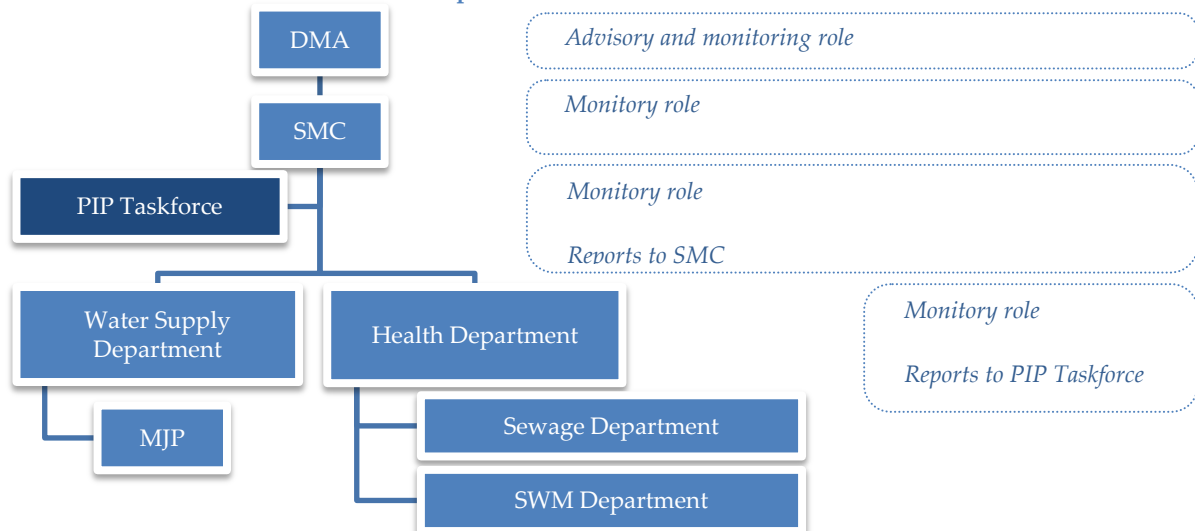 DMA
Advisory and monitoring role
SMC
Monitory role
PIP Taskforce
Monitory role
Reports to SMC
Water Supply
Department
Health Department
Monitory role
Reports to PIP Taskforce
MJP
Sewage Department
SWM Department